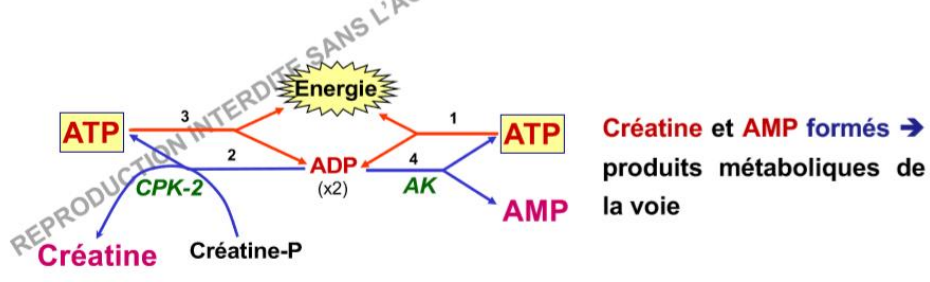 REPRODUCTION INTERDITE SANS L'A
Energie
3
1
ATP
ATP
2
ADP
4
(x2)
CPK-2
AK
AMP
Créatine
Créatine-P
Créatine et AMP formés ➔
produits métaboliques de
la voie